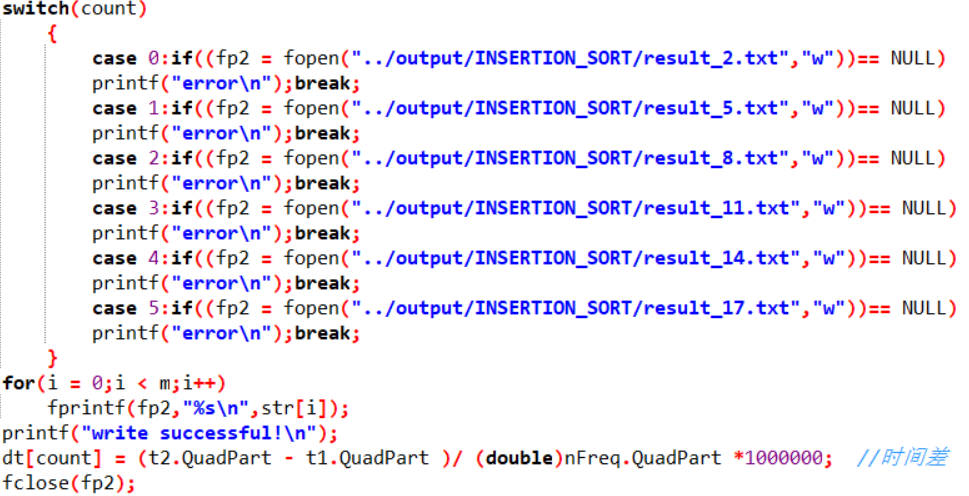 switch(count)
{
case 0:if((fp2 = fopen("../output/INSERTION_SORT/result_2.txt","w"))== NULL)
printf("error\n");break;
case 1:if((fp2 = fopen("../output/INSERTION_SORT/result_5.txt","w"))== NULL)
printf("error\n");break;
case 2:if((fp2 = fopen("../output/INSERTION_SORT/result_8.txt","w"))== NULL)
printf("error\n");break;
case 3:if((fp2 = fopen("../output/INSERTION_SORT/result_11.txt","w"))== NULL)
printf("error\n");break;
case 4:if((fp2 = fopen("../output/INSERTION_SORT/result_14.txt","w"))== NULL)
printf("error\n");break;
case 5:if((fp2 = fopen("../output/INSERTION_SORT/result_17.txt","w"))== NULL)
printf("error\n");break;
}
for(i = 0;i < m;i++)
fprintf(fp2,"%s\n",str[i]);
printf("write successful!\n");
dt[count] = (t2.QuadPart - t1.QuadPart )/ (double)nFreq.QuadPart *1000000;  //时间差
fclose(fp2);